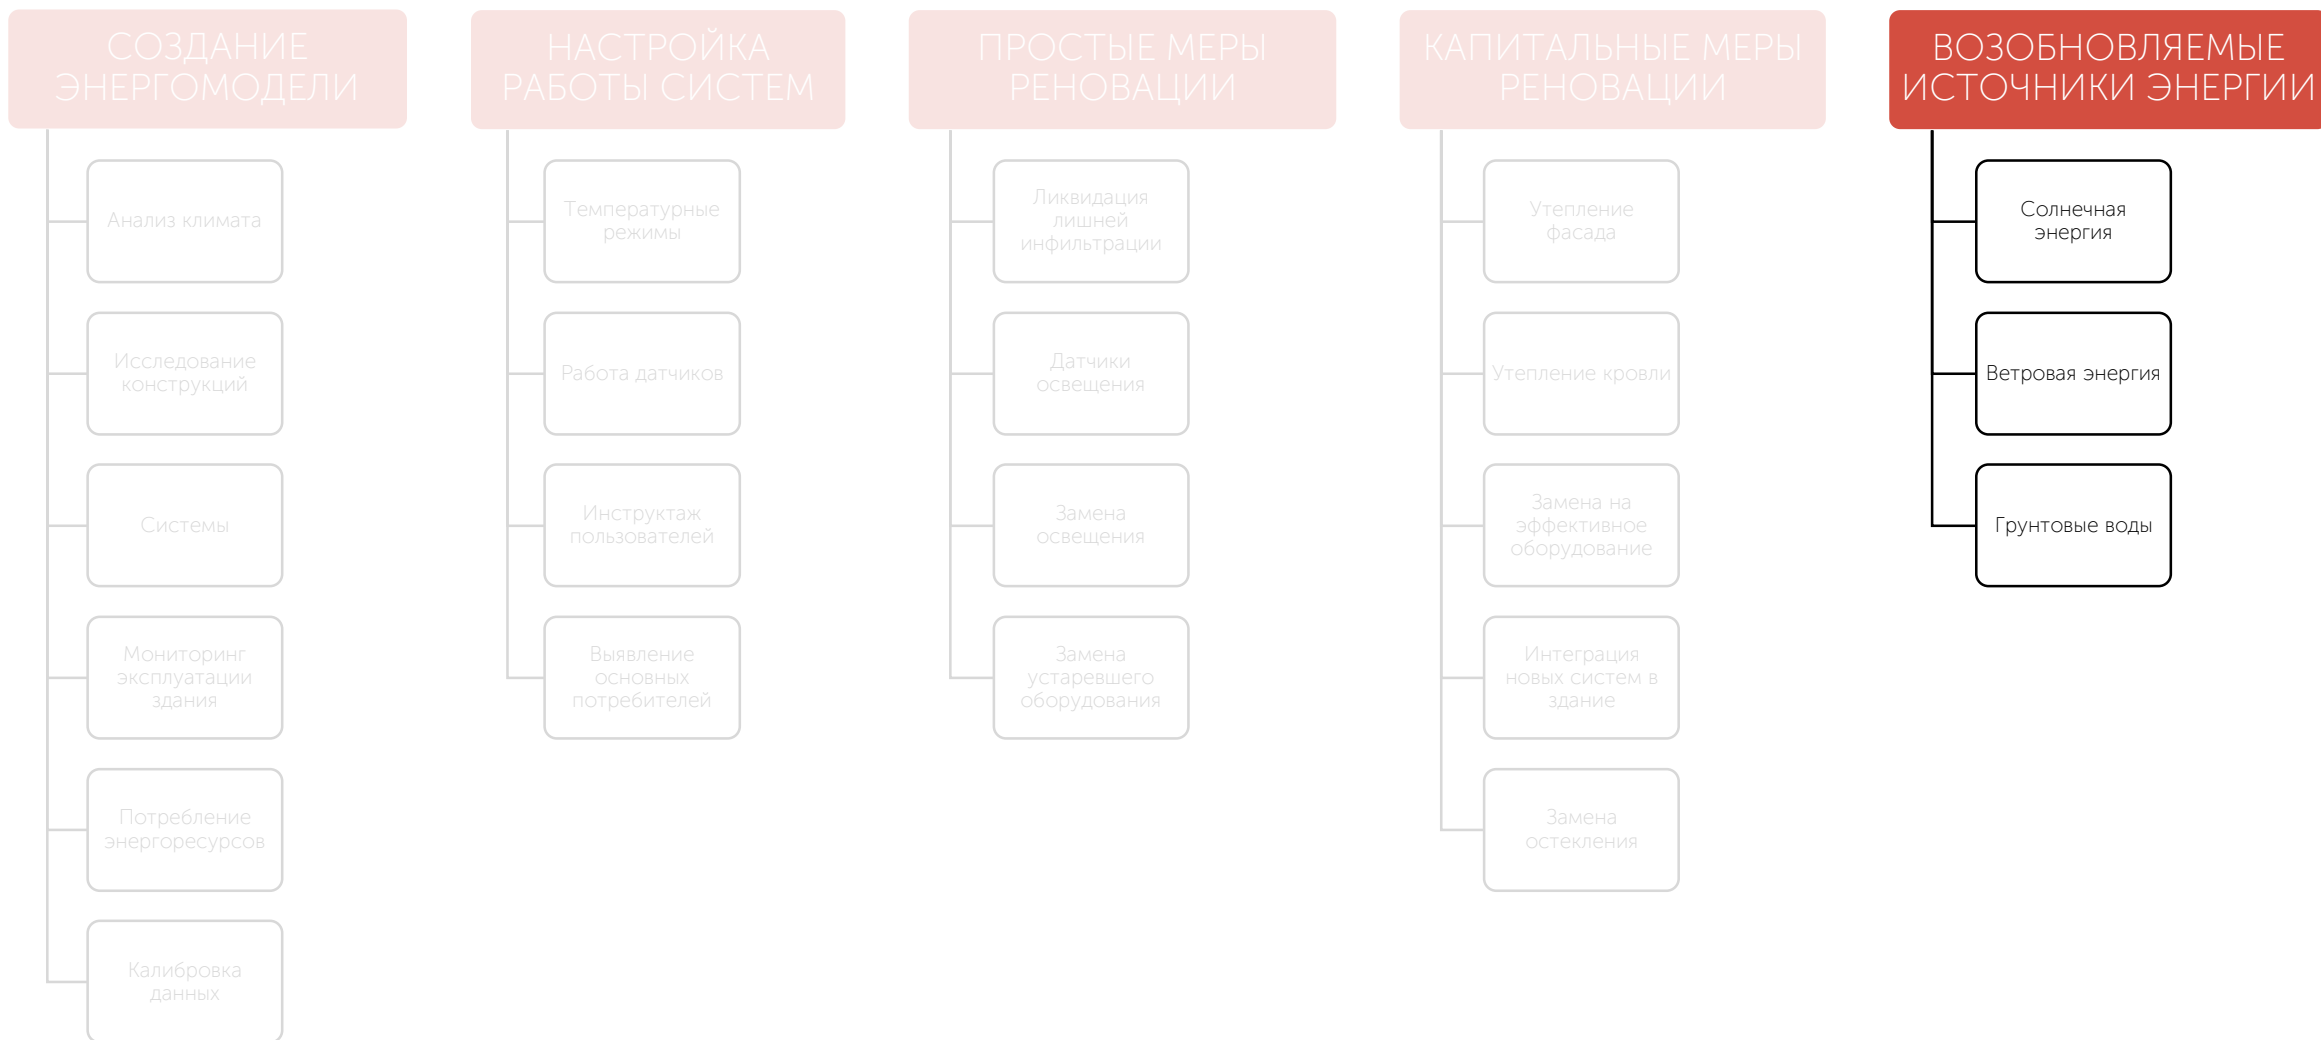 СОЗДАНИЕ
ЭНЕРГОМОДЕЛИ
Анализ климата
Исследование
конструкций
Системы
Мониторинг
эксплуатации
здания
Потребление
энергоресурсов
Калибровка
данных
НАСТРОЙКА
РАБОТЫ СИСТЕМ
Температурные
режимы
Работа датчиков
Инструктаж
пользователей
Выявление
основных
потребителей
ПРОСТЫЕ МЕРЫ
РЕНОВАЦИИ
Ликвидация
лишней
инфильтрации
Датчики
освещения
Замена
освещения
Замена
устаревшего
оборудования
КАПИТАЛЬНЫЕ МЕРЫ
РЕНОВАЦИИ
Утепление
фасада
Утепление кровли
Замена на
эффективное
оборудование
Интеграция
новых систем в
здание
Замена
остекления
ВОЗОБНОВЛЯЕМЫЕ
ИСТОЧНИКИ ЭНЕРГИИ
Солнечная
энергия
Ветровая энергия
Грунтовые воды